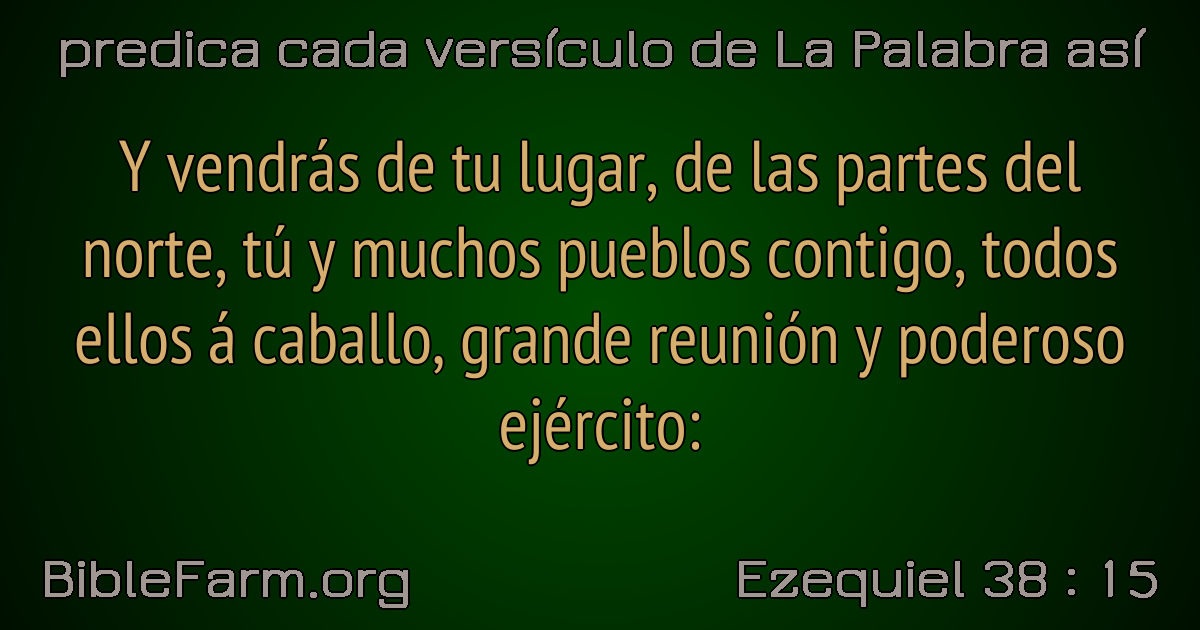 predica cada versículo de La Palabra así
Y vendrás de tu lugar, de las partes del
norte, tú y muchos pueblos contigo, todos
ellos á caballo, grande reunión y poderoso
ejército:
BibleFarm.org
Ezequiel 38 : 15